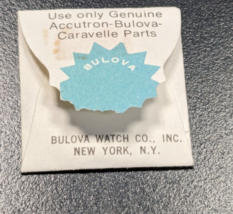 Use only Genuine
Accutron-Bulova-
Caravelle Parts
BULOVA
BULOVA WATCH CO., INC.
NEW YORK, N.Y.